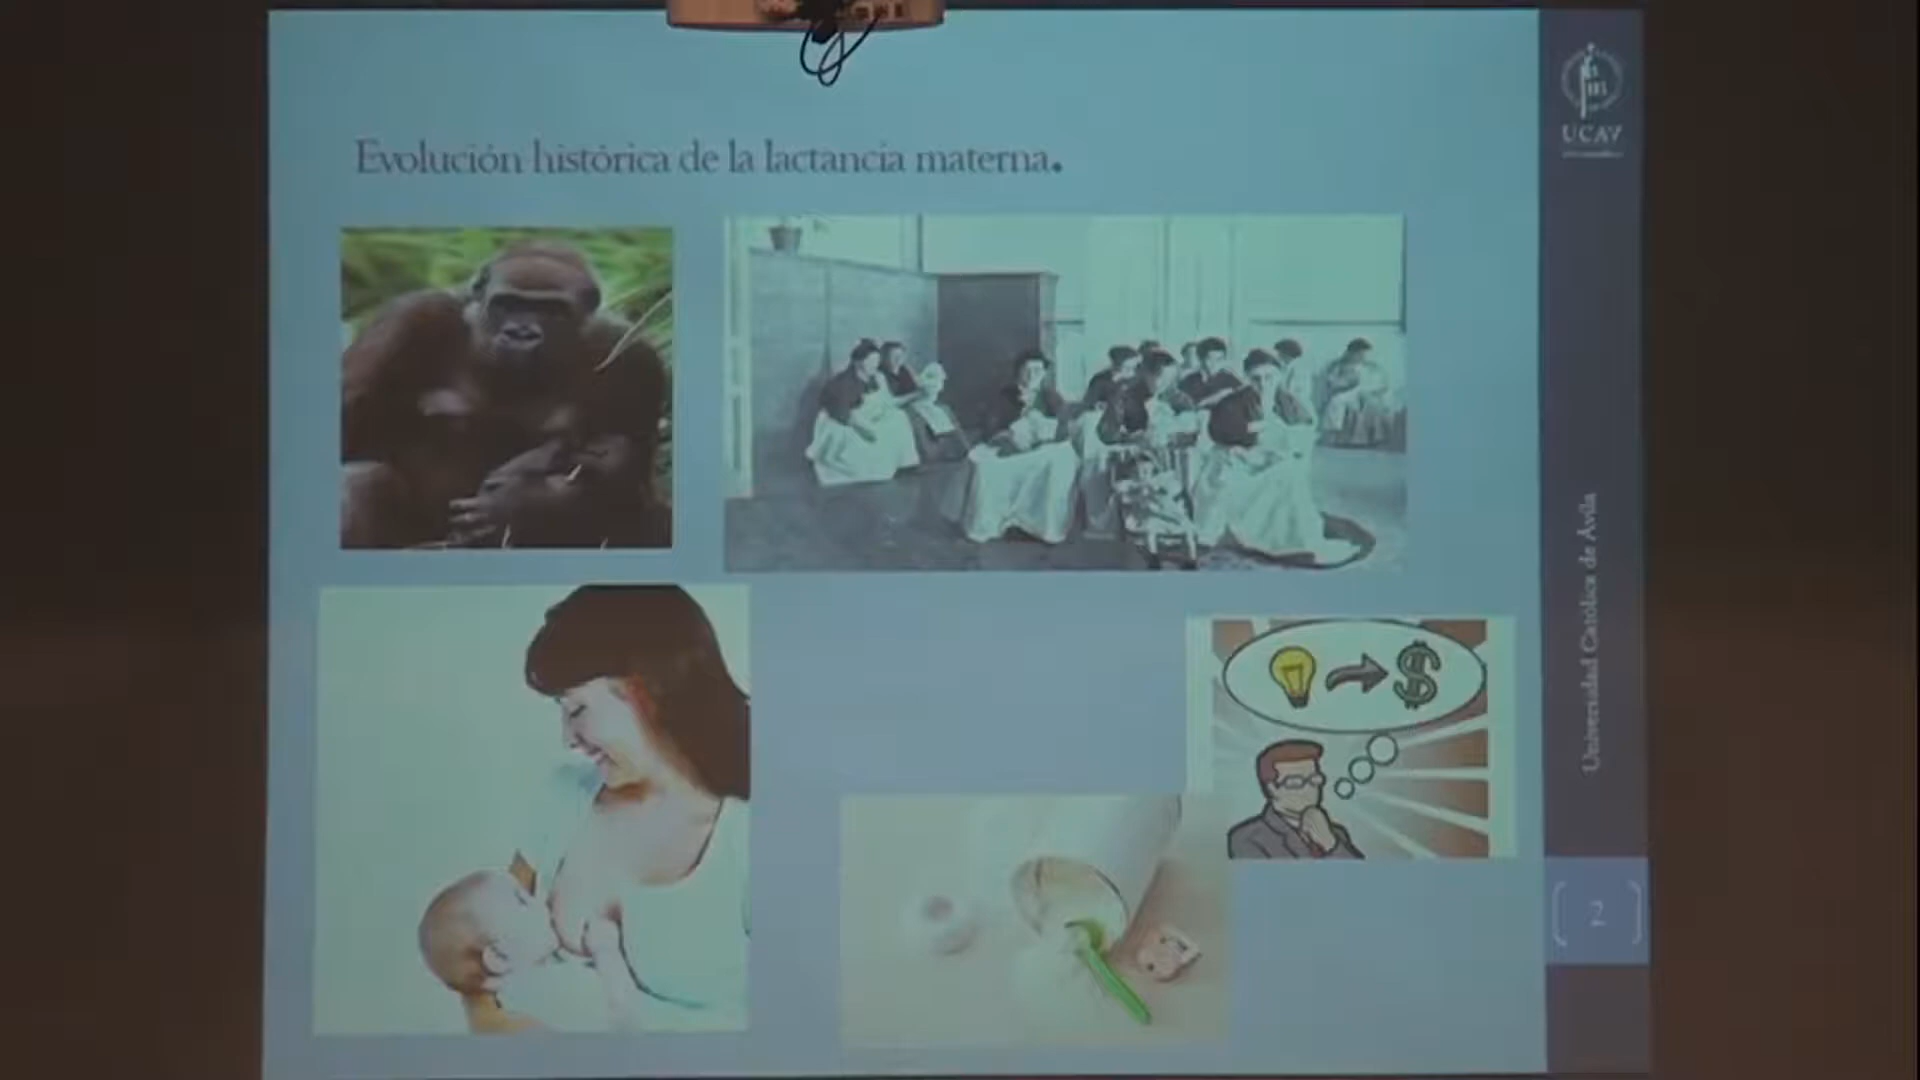 Evolución histórica de la lactancia materna.
UCAV
Universidad Católica de Ávila
2